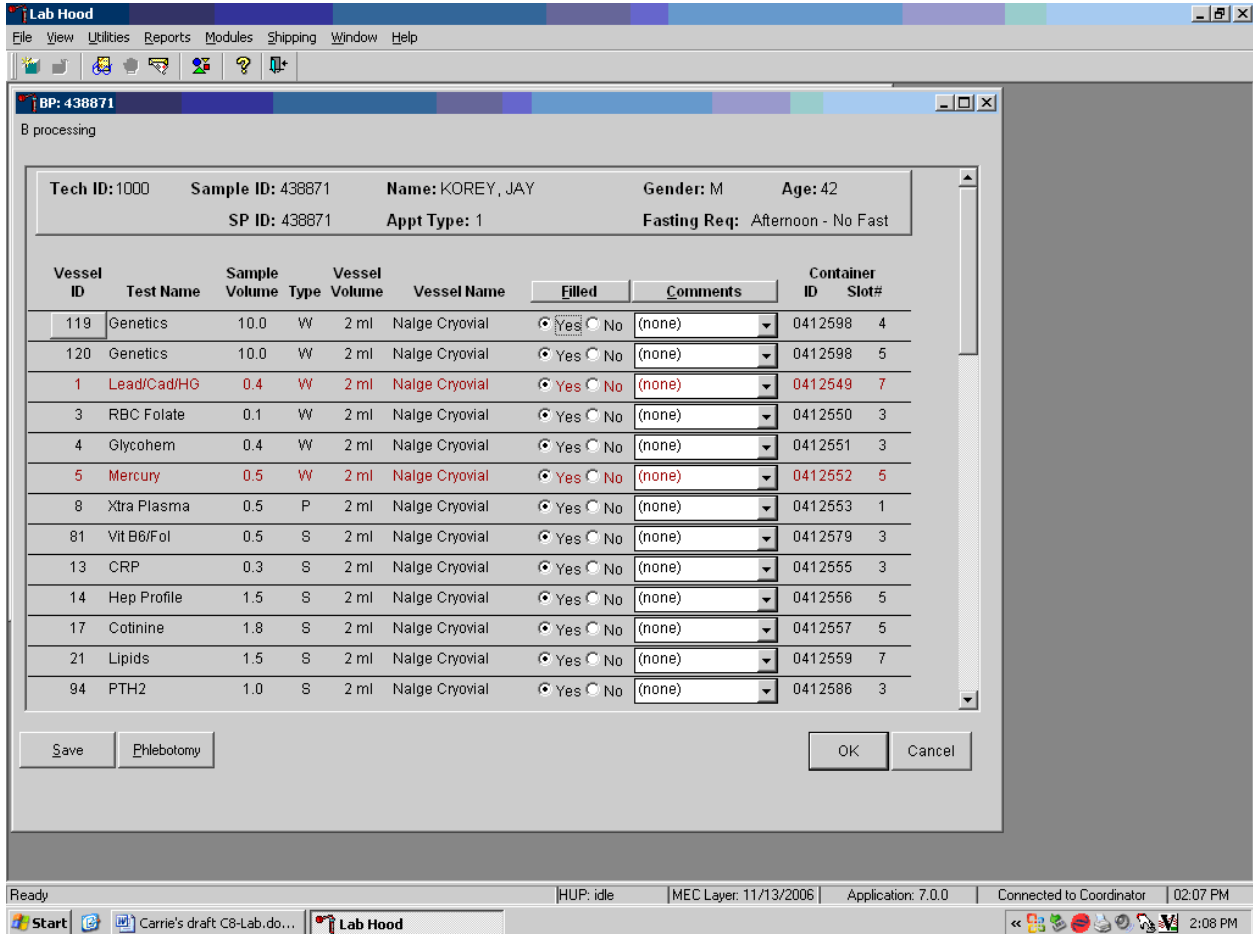 Lab Hood
File View Utilities Reports Modules Shipping Window Help
BP: 438871
B processing
Tech ID: 1000 Sample ID: 438871 Name: KOREY, JAY Gender: M Age: 42
SP ID: 438871 Appt Type: 1 Fasting Req: Afternoon - No Fast
Vessel Sample Vessel Container
ID Test Name Volume Type Volume Vessel Name Filled Comments ID Slot#
119 Genetics 10.0 W 2 ml Nalge Cryovial Yes No (none) 0412598 4
120 Genetics 10.0 W 2 ml Nalge Cryovial Yes No (none) 0412598 5
1 Lead/Cad/HG 0.4 W 2 ml Nalge Cryovial Yes No (none) 0412549 7
3 RBC Folate 0.1 W 2 ml Nalge Cryovial Yes No (none) 0412550 3
4 Glycohem 0.4 W 2 ml Nalge Cryovial Yes No (none) 0412551 3
5 Mercury 0.5 W 2 ml Nalge Cryovial Yes No (none) 0412552 5
8 Xtra Plasma 0.5 P 2 ml Nalge Cryovial Yes No (none) 0412553 1
81 Vit B6/Fol 0.5 S 2 ml Nalge Cryovial Yes No (none) 0412579 3
13 CRP 0.3 S 2 ml Nalge Cryovial Yes No (none) 0412555 3
14 Hep Profile 1.5 S 2 ml Nalge Cryovial Yes No (none) 0412556 5
17 Cotinine 1.8 S 2 ml Nalge Cryovial Yes No (none) 0412557 5
21 Lipids 1.5 S 2 ml Nalge Cryovial Yes No (none) 0412559 7
94 PTH2 1.0 S 2 ml Nalge Cryovial Yes No (none) 0412586 3
Save Phlebotomy OK Cancel
Ready HUP: idle MEC Layer: 11/13/2006 Application: 7.0.0 Connected to Coordinator 02:07 PM
Start Carrie's draft C8-Lab.do... Lab Hood « 2:08 PM